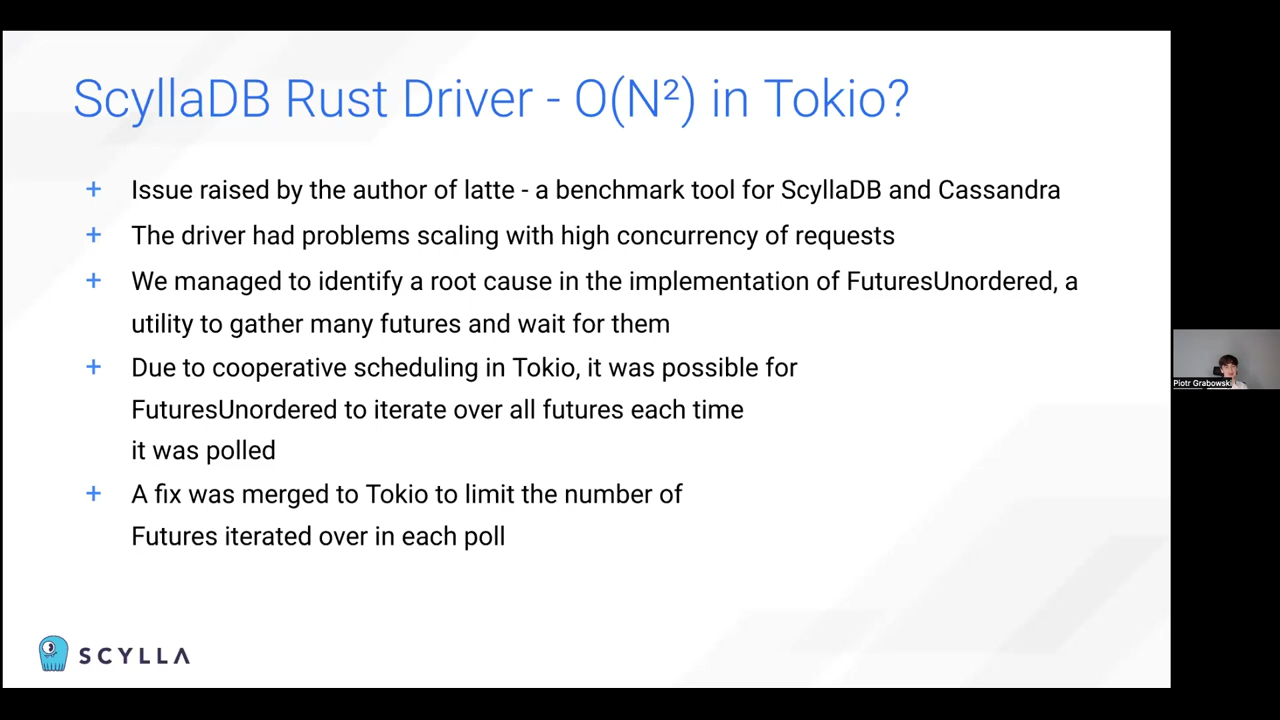 ScyllaDB Rust Driver - O(N²) in Tokio?
+ Issue raised by the author of latte - a benchmark tool for ScyllaDB and Cassandra
+ The driver had problems scaling with high concurrency of requests
+ We managed to identify a root cause in the implementation of FuturesUnordered, a
utility to gather many futures and wait for them
+ Due to cooperative scheduling in Tokio, it was possible for
FuturesUnordered to iterate over all futures each time
it was polled
+ A fix was merged to Tokio to limit the number of
Futures iterated over in each poll
SCYLLA
Piotr Grabowski